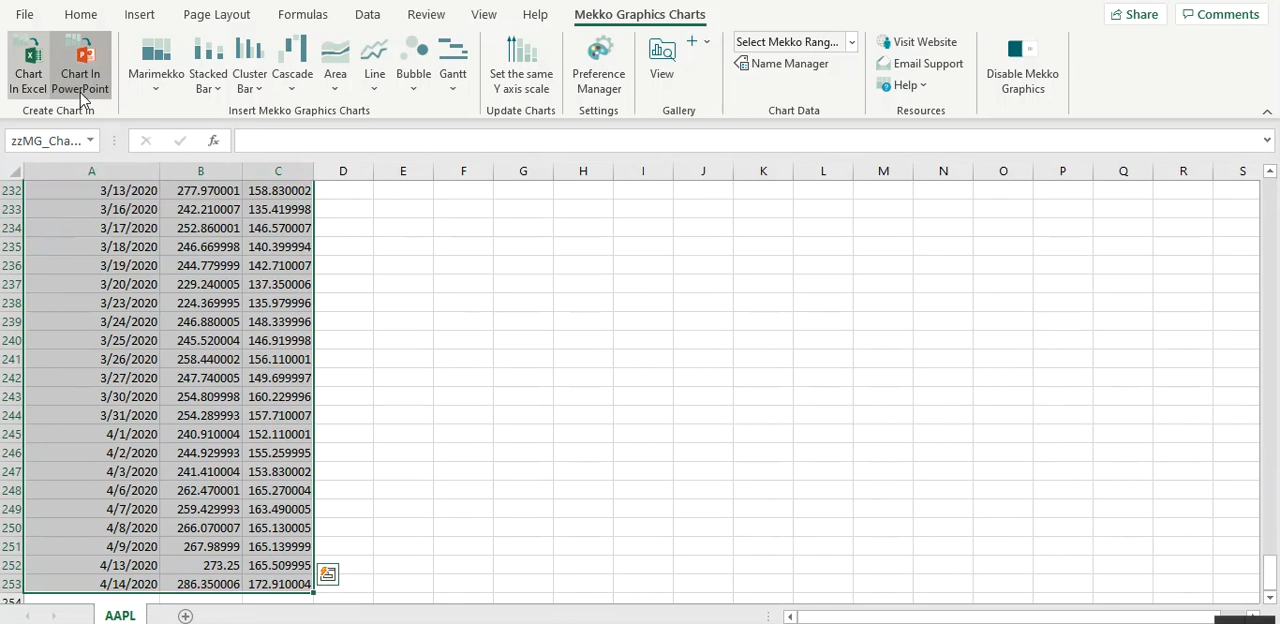 File Home Insert Page Layout Formulas Data Review View Help Mekko Graphics Charts Share Comments
Chart In Excel
Chart In PowerPoint
Marimekko
Stacked Bar
Cluster Bar
Cascade
Area
Line
Bubble
Gantt
Set the same Y axis scale
Preference Manager
View
Select Mekko Rang...
Name Manager
Visit Website
Email Support
Help
Disable Mekko Graphics
Create Chart In Insert Mekko Graphics Charts Update Charts Settings Gallery Chart Data Resources
zzMG_Cha... fx
A B C D E F G H I J K L M N O P Q R S
232 3/13/2020 277.970001 158.830002
233 3/16/2020 242.210007 135.419998
234 3/17/2020 252.860001 146.570007
235 3/18/2020 246.669998 140.399994
236 3/19/2020 244.779999 142.710007
237 3/20/2020 229.240005 137.350006
238 3/23/2020 224.369995 135.979996
239 3/24/2020 246.880005 148.339996
240 3/25/2020 245.520004 146.919998
241 3/26/2020 258.440002 156.110001
242 3/27/2020 247.740005 149.699997
243 3/30/2020 254.809998 160.229996
244 3/31/2020 254.289993 157.710007
245 4/1/2020 240.910004 152.110001
246 4/2/2020 244.929993 155.259995
247 4/3/2020 241.410004 153.830002
248 4/6/2020 262.470001 165.270004
249 4/7/2020 259.429993 163.490005
250 4/8/2020 266.070007 165.130005
251 4/9/2020 267.98999 165.139999
252 4/13/2020 273.25 165.509995
253 4/14/2020 286.350006 172.910004
254
AAPL